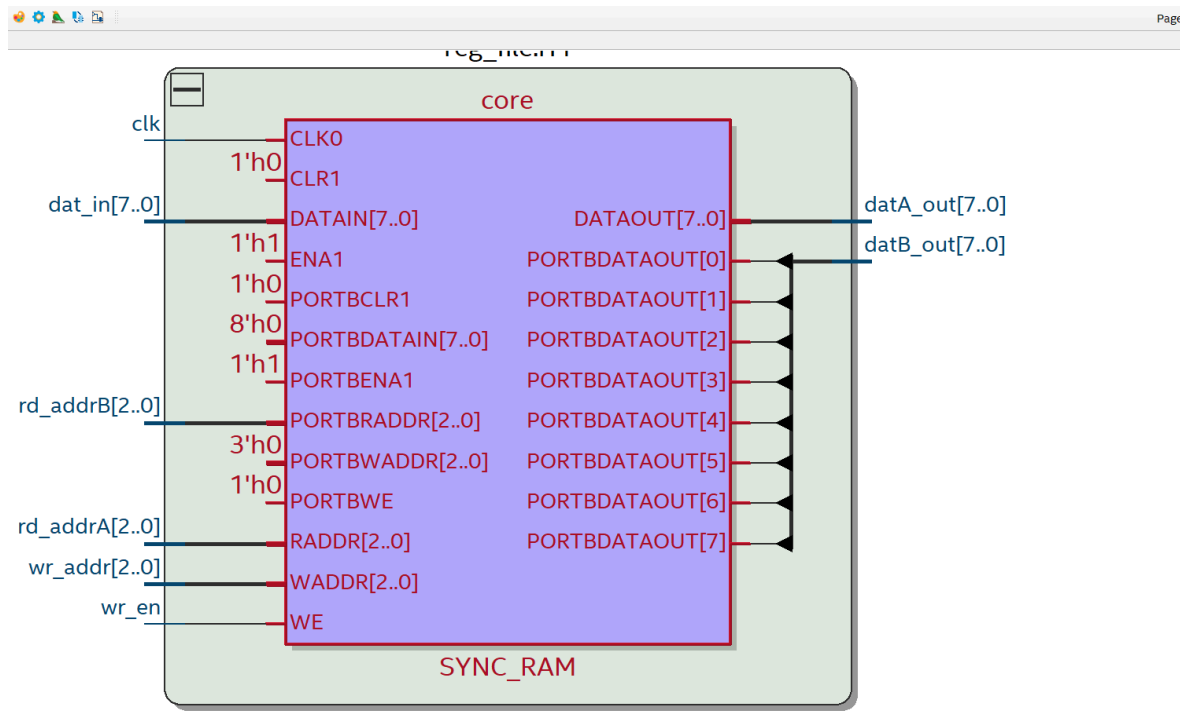 Page
core
clk
CLK0
1'h0
CLR1
dat_in[7..0]
DATAIN[7..0]
DATAOUT[7..0]
datA_out[7..0]
1'h1
ENA1
PORTBDATAOUT[0]
datB_out[7..0]
1'h0
PORTBCLR1
PORTBDATAOUT[1]
8'h0
PORTBDATAIN[7..0]
PORTBDATAOUT[2]
1'h1
PORTBENA1
PORTBDATAOUT[3]
rd_addrB[2..0]
PORTBRADDR[2..0]
PORTBDATAOUT[4]
3'h0
PORTBWADDR[2..0]
PORTBDATAOUT[5]
1'h0
PORTBWE
PORTBDATAOUT[6]
rd_addrA[2..0]
RADDR[2..0]
PORTBDATAOUT[7]
wr_addr[2..0]
WADDR[2..0]
wr_en
WE
SYNC_RAM